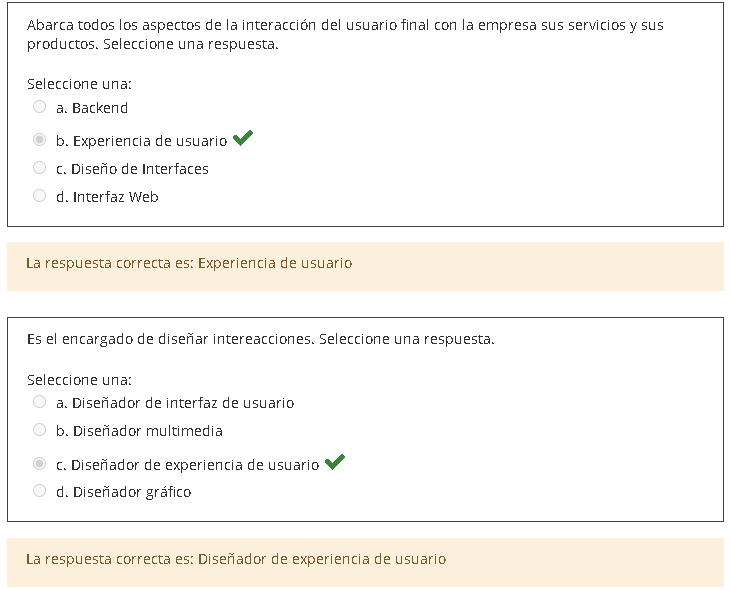 Abarca todos los aspectos de la interacción del usuario final con la empresa sus servicios y sus
productos. Seleccione una respuesta.
Seleccione una:
a. Backend
b. Experiencia de usuario
c. Diseño de Interfaces
d. Interfaz Web
La respuesta correcta es: Experiencia de usuario
Es el encargado de diseñar intereacciones. Seleccione una respuesta.
Seleccione una:
a. Diseñador de interfaz de usuario
b. Diseñador multimedia
c. Diseñador de experiencia de usuario
d. Diseñador gráfico
La respuesta correcta es: Diseñador de experiencia de usuario